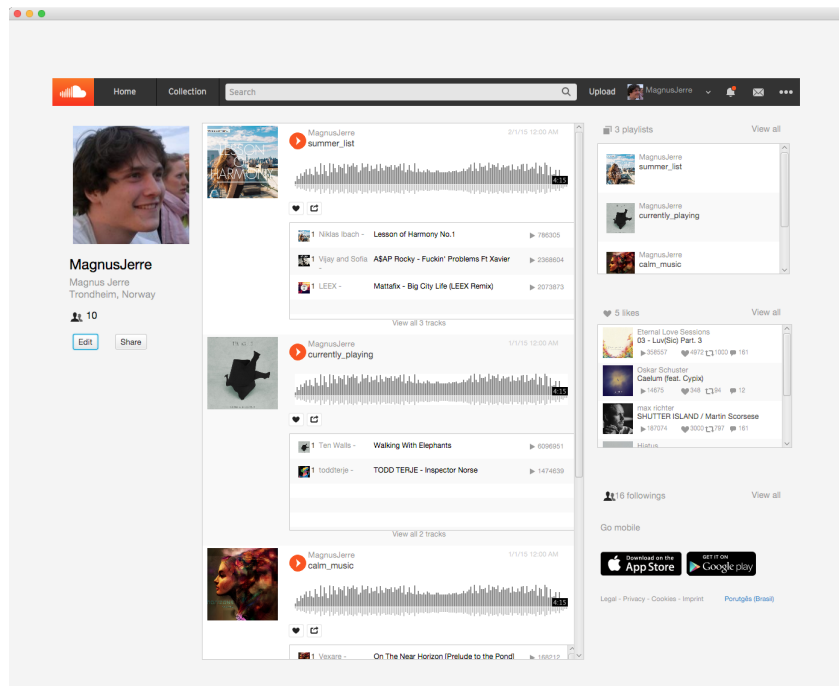 Home
Collection
Search
Upload
MagnusJerre
LESSON
OF
HARMONY
MagnusJerre
2/1/15 12:00 AM
summer_list
4:15
1 Niklas Ibach - Lesson of Harmony No.1 786305
1 Vijay and Sofia - A$AP Rocky - Fuckin' Problems Ft Xavier 2368604
1 LEEX - Mattafix - Big City Life (LEEX Remix) 2073873
View all 3 tracks
MagnusJerre
1/1/15 12:00 AM
currently_playing
4:15
1 Ten Walls - Walking With Elephants 6096951
1 toddterje - TODD TERJE - Inspector Norse 1474639
View all 2 tracks
MagnusJerre
1/1/15 12:00 AM
calm_music
4:15
1 Vexare - On The Near Horizon [Prelude to the Pond] 168212
MagnusJerre
Magnus Jerre
Trondheim, Norway
10
Edit
Share
3 playlists
View all
MagnusJerre
summer_list
MagnusJerre
currently_playing
MagnusJerre
calm_music
5 likes
View all
Eternal Love Sessions
03 - Luv(Sic) Part. 3
358557 4972 1000 161
Oskar Schuster
Caelum (feat. Cypix)
14675 348 94 12
max richter
SHUTTER ISLAND / Martin Scorsese
187074 3000 797 161
Hiatus
16 followings
View all
Go mobile
Download on the
App Store
GET IT ON
Google play
Legal - Privacy - Cookies - Imprint
Porutgês (Brasil)